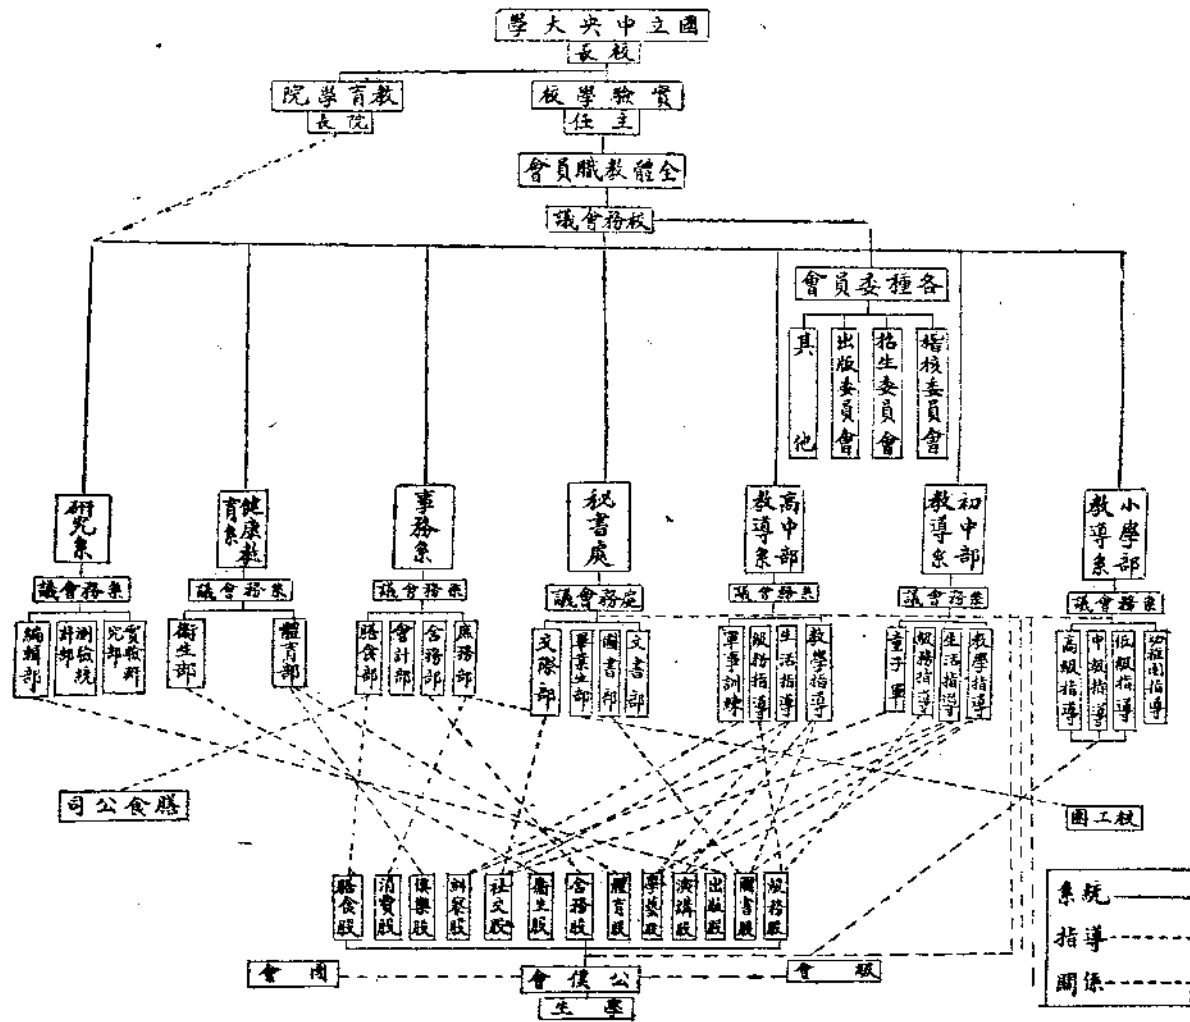 國立中央大學
校長
教育學院
院長
實驗學校
主任
全體教職員會
校務會議
各種委員會
稽核委員會
招生委員會
出版委員會
其他
小學部教導系
初中部教導系
高中部教導系
秘書處
事務系
健康教育系
研究系
系務會議
系務會議
系務會議
處務會議
系務會議
系務會議
系務會議
幼稚園指導
低級指導
中級指導
高級指導
教學指導
生活指導
級務指導
童子軍
教學指導
生活指導
級務指導
軍事訓練
文書部
圖書部
畢業生部
交際部
庶務部
舍務部
會計部
膳食部
體育部
衛生部
實驗研究部
測驗統計部
編輯部
膳食公司
校工團
級務股
圖書股
出版股
演講股
學藝股
體育股
舍務股
衛生股
社交股
糾察股
娛樂股
消費股
膳食股
級會
公僕會
團會
學生
系統
指導
關係